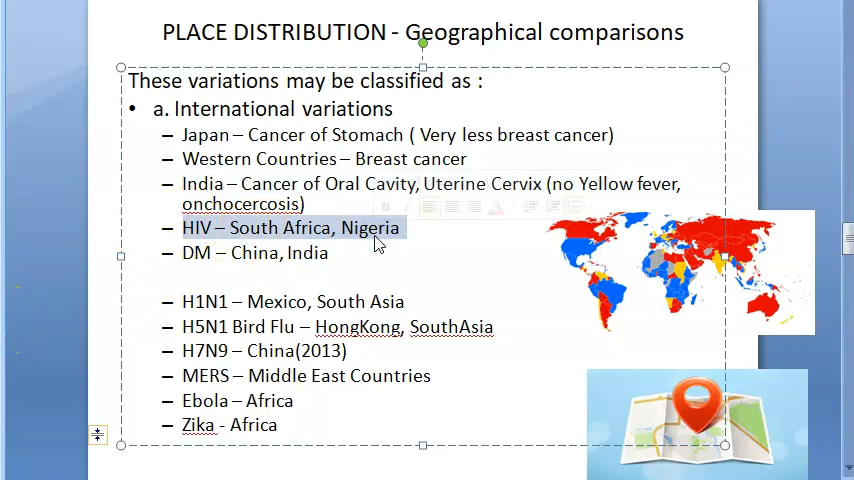 PLACE DISTRIBUTION - Geographical comparisons
These variations may be classified as :
• a. International variations
– Japan – Cancer of Stomach ( Very less breast cancer)
– Western Countries – Breast cancer
– India – Cancer of Oral Cavity, Uterine Cervix (no Yellow fever,
onchocercosis)
– HIV – South Africa, Nigeria
– DM – China, India
– H1N1 – Mexico, South Asia
– H5N1 Bird Flu – HongKong, SouthAsia
– H7N9 – China(2013)
– MERS – Middle East Countries
– Ebola – Africa
– Zika - Africa